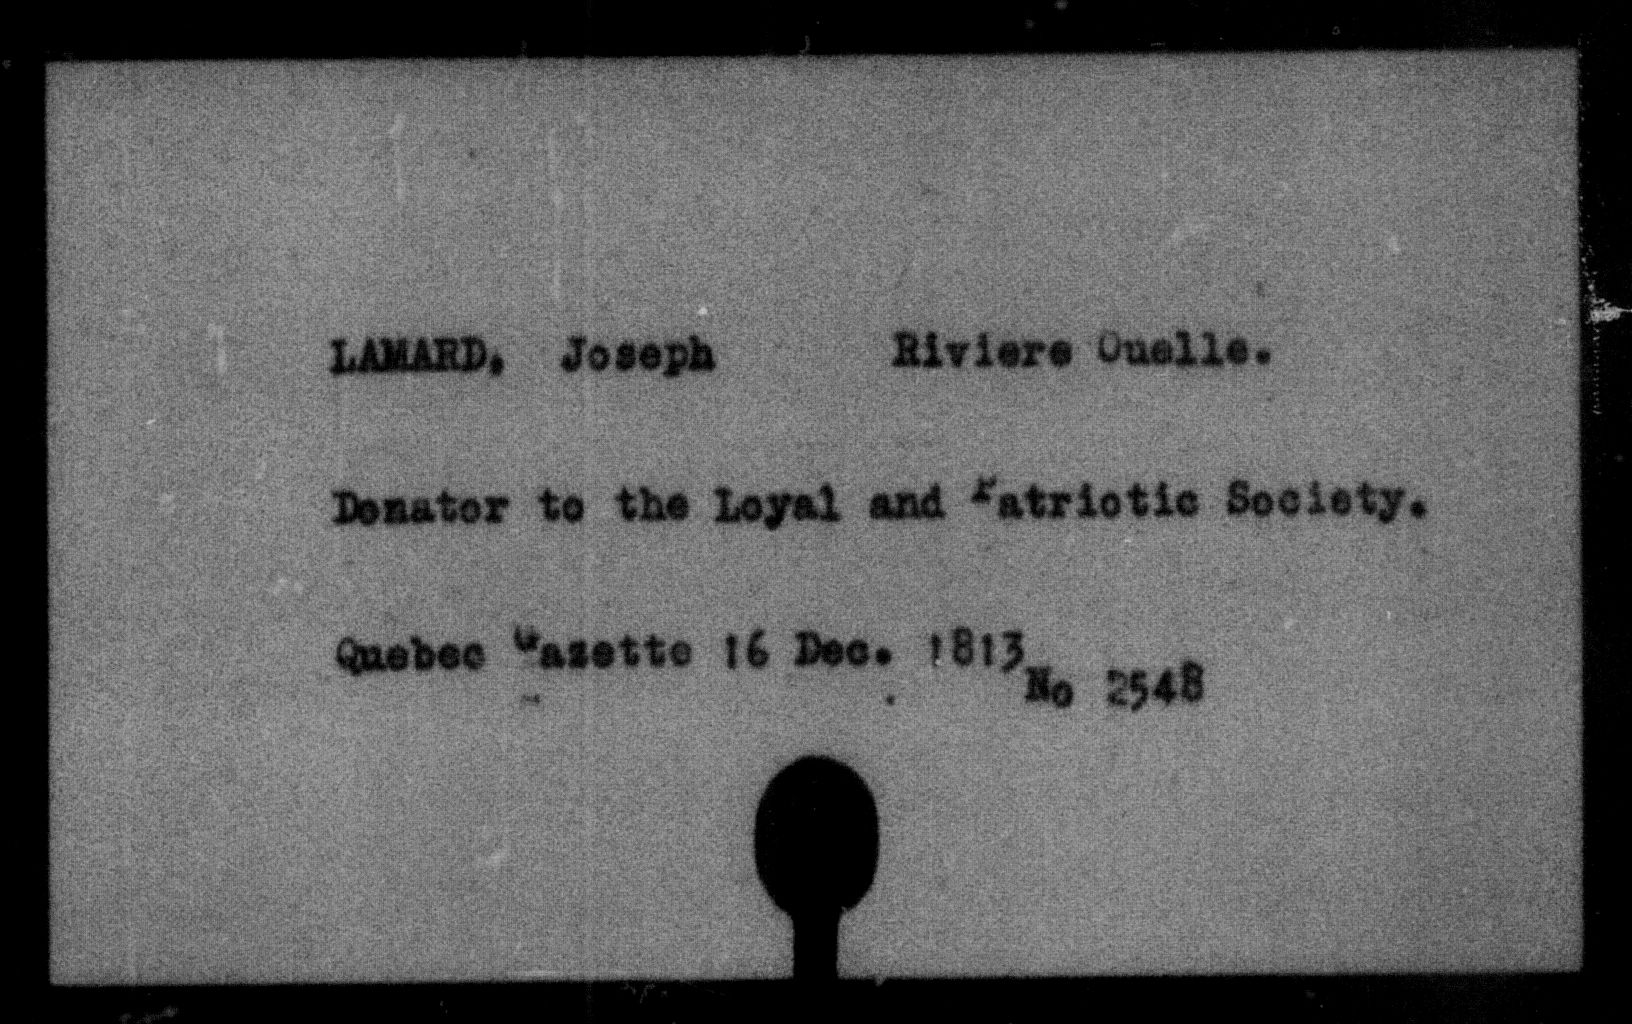 LAMARD, Joseph Riviere Ouelle.
Donator to the Loyal and Patriotic Society.
Quebec Gazette 16 Dec. 1813
No 2548